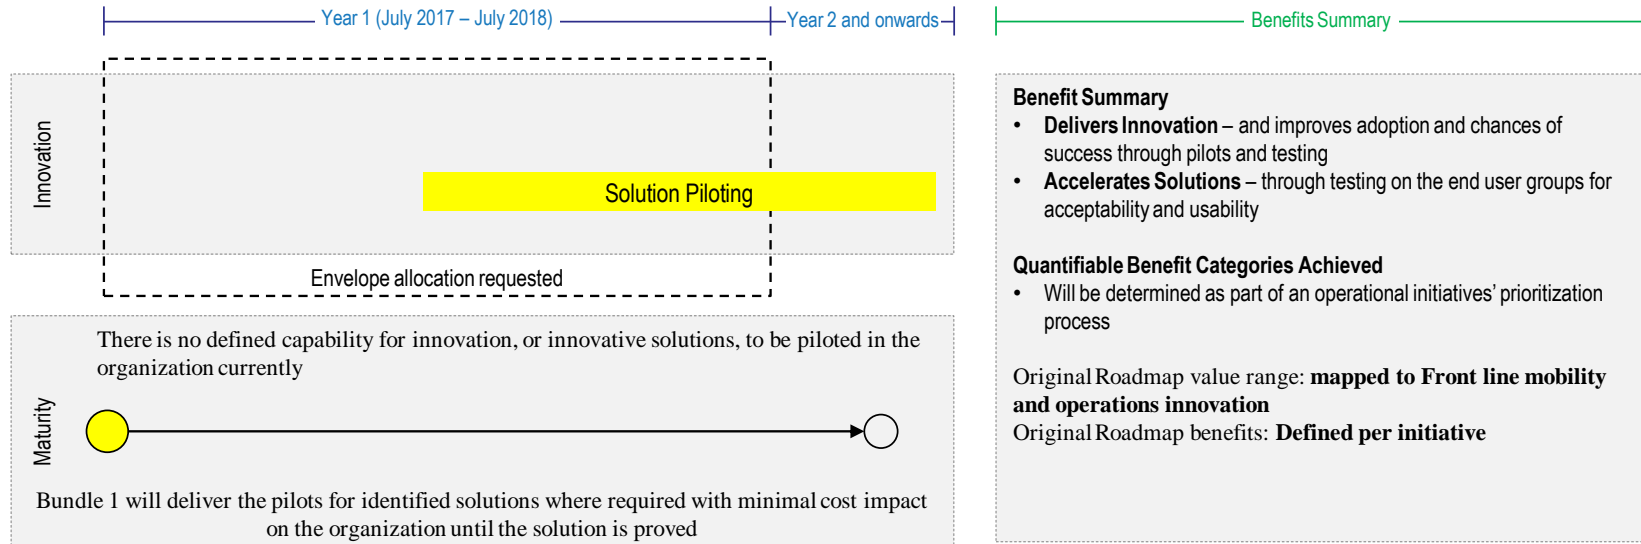 Year 1 (July 2017 – July 2018)
Year 2 and onwards
Benefits Summary
Innovation
Solution Piloting
Envelope allocation requested
There is no defined capability for innovation, or innovative solutions, to be piloted in the
organization currently
Maturity
Bundle 1 will deliver the pilots for identified solutions where required with minimal cost impact
on the organization until the solution is proved
Benefit Summary
• Delivers Innovation – and improves adoption and chances of
success through pilots and testing
• Accelerates Solutions – through testing on the end user groups for
acceptability and usability
Quantifiable Benefit Categories Achieved
• Will be determined as part of an operational initiatives' prioritization
process
Original Roadmap value range: mapped to Front line mobility
and operations innovation
Original Roadmap benefits: Defined per initiative